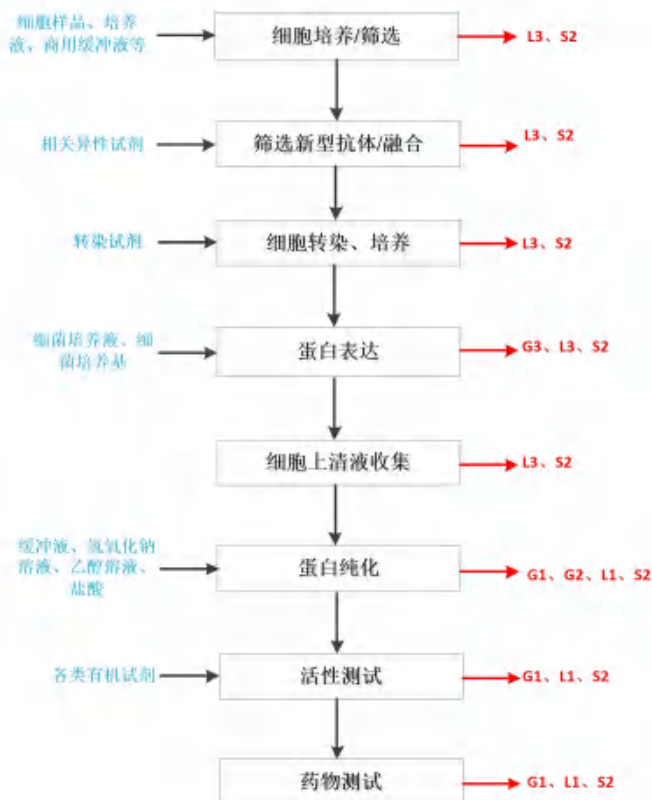 细胞样品、培养
液，商用缓冲液等
细胞培养/筛选
L3、S2
相关异性试剂
筛选新型抗体/融合
L3、S2
转染试剂
细胞转染、培养
L3、S2
细菌培养液、细
菌培养基
蛋白表达
G3、L3、S2
细胞上清液收集
L3、S2
缓冲液、氢氧化钠
溶液、乙醇溶液、
盐酸
蛋白纯化
G1、G2、L1、S2
各类有机试剂
活性测试
G1、L1、S2
药物测试
G1、L1、S2